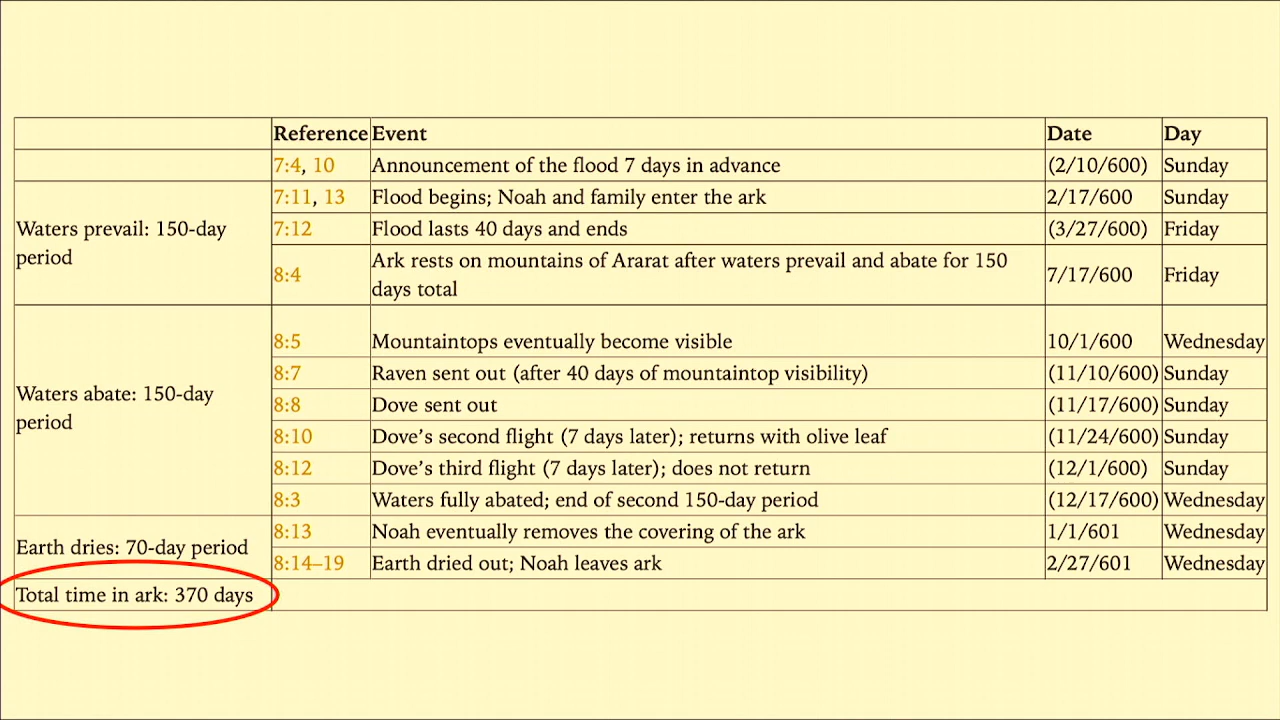 Reference Event Date Day
7:4, 10 Announcement of the flood 7 days in advance (2/10/600) Sunday
Waters prevail: 150-day
period
7:11, 13 Flood begins; Noah and family enter the ark 2/17/600 Sunday
7:12 Flood lasts 40 days and ends (3/27/600) Friday
8:4 Ark rests on mountains of Ararat after waters prevail and abate for 150
days total 7/17/600 Friday
Waters abate: 150-day
period
8:5 Mountaintops eventually become visible 10/1/600 Wednesday
8:7 Raven sent out (after 40 days of mountaintop visibility) (11/10/600) Sunday
8:8 Dove sent out (11/17/600) Sunday
8:10 Dove’s second flight (7 days later); returns with olive leaf (11/24/600) Sunday
8:12 Dove’s third flight (7 days later); does not return (12/1/600) Sunday
8:3 Waters fully abated; end of second 150-day period (12/17/600) Wednesday
Earth dries: 70-day period
8:13 Noah eventually removes the covering of the ark 1/1/601 Wednesday
8:14–19 Earth dried out; Noah leaves ark 2/27/601 Wednesday
Total time in ark: 370 days